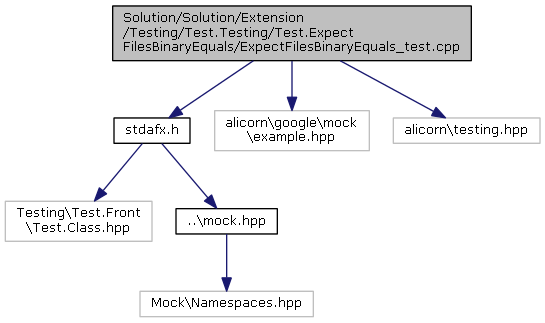 Solution/Solution/Extension
/Testing/Test.Testing/Test.Expect
FilesBinaryEquals/ExpectFilesBinaryEquals_test.cpp
stdafx.h
alicorn\google\mock
\example.hpp
alicorn\testing.hpp
Testing\Test.Front
\Test.Class.hpp
..\mock.hpp
Mock\Namespaces.hpp